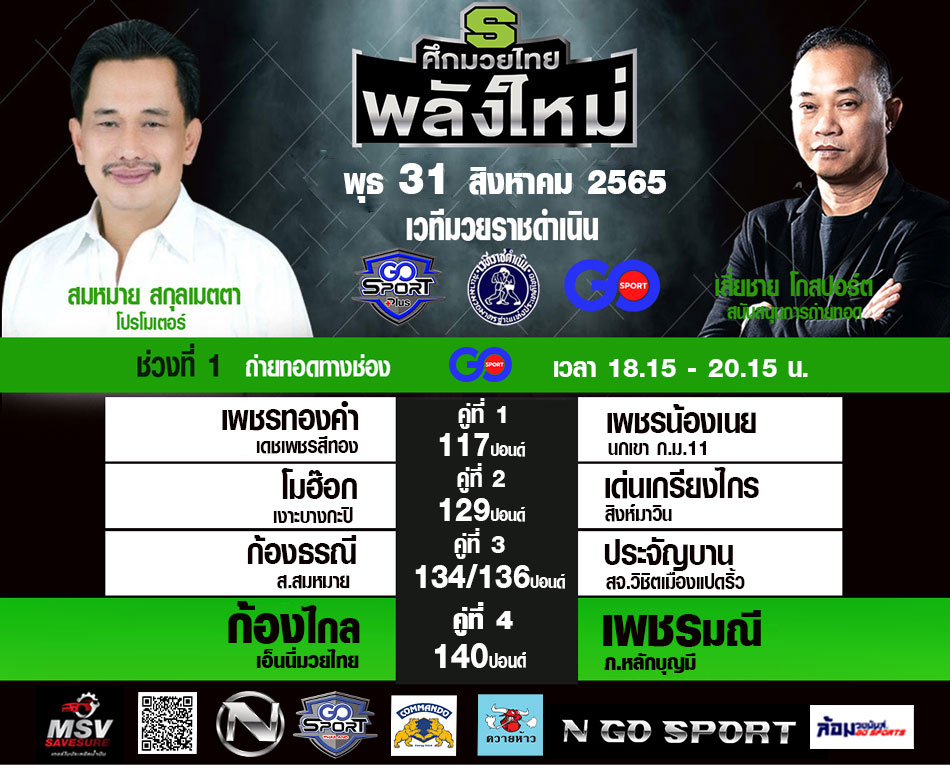 S
ศึกมวยไทย
พลังใหม่
พุธ 31 สิงหาคม 2565
เวทีมวยราชดำเนิน
สมหมาย สกุลเมตตา
โปรโมเตอร์
GO SPORT
GO SPORT
เสี่ยชาย โกสปอร์ต
สนับสนุนการถ่ายทอด
ช่วงที่ 1 ถ่ายทอดทางช่อง GO SPORT เวลา 18.15 - 20.15 น.
เพชรทองคำ คู่ที่ 1 เพชรน้องเนย
เดชเพชรสีทอง 117ปอนด์ นกเขา ก.ม.11
โมฮ๊อก คู่ที่ 2 เด่นเกรียงไกร
เงาะบางกะปิ 129ปอนด์ สิงห์มาวิน
ก้องธรณี คู่ที่ 3 ประจัญบาน
ส.สมหมาย 134/136ปอนด์ สจ.วิชิตเมืองแปดริ้ว
ก้องไกล คู่ที่ 4 เพชรมณี
เอ็นนี่มวยไทย 140ปอนด์ ภ.หลักบุญมี
MSV
SAVESURE
N
GO SPORT
THAILAND
COMMANDO
ควายห้าว
N GO SPORT
ล้อมวงมันส์
GO SPORTS